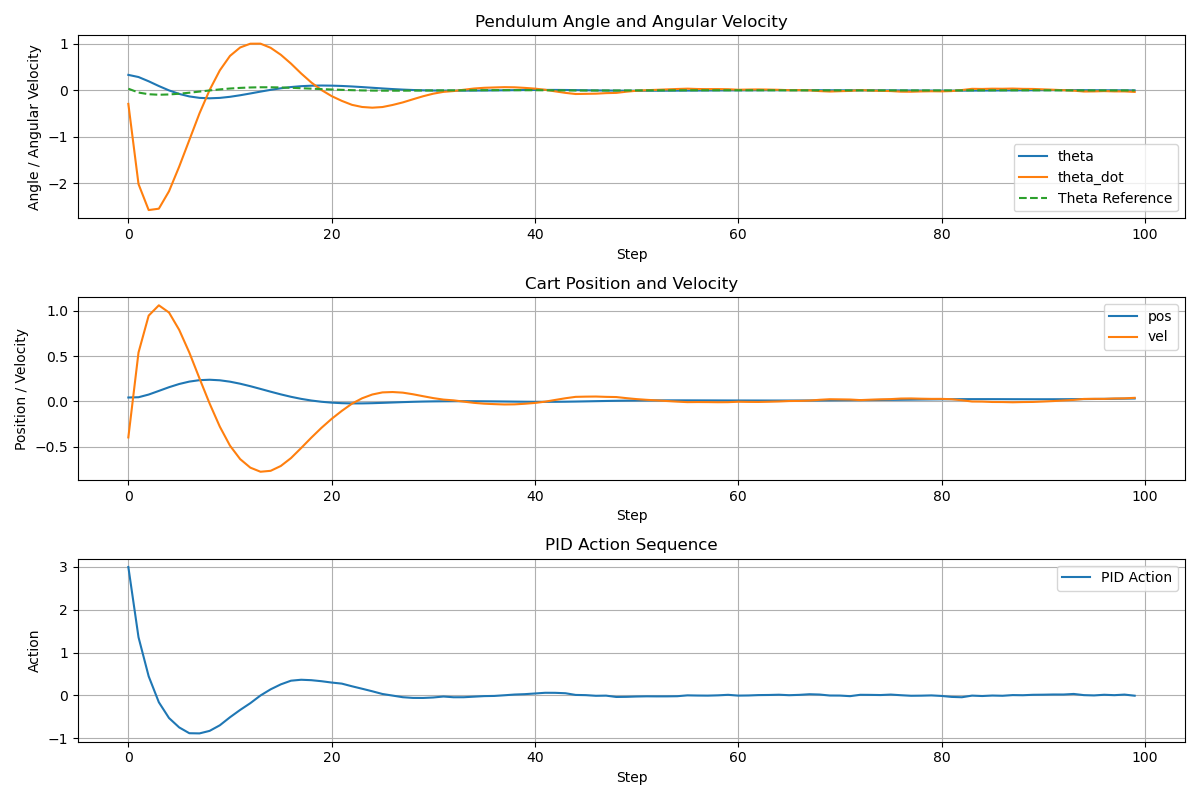 Pendulum Angle and Angular Velocity
Angle / Angular Velocity
1
0
−1
−2
theta
theta_dot
Theta Reference
0 20 40 60 80 100
Step
Cart Position and Velocity
Position / Velocity
1.0
0.5
0.0
−0.5
pos
vel
0 20 40 60 80 100
Step
PID Action Sequence
Action
3
2
1
0
−1
PID Action
0 20 40 60 80 100
Step